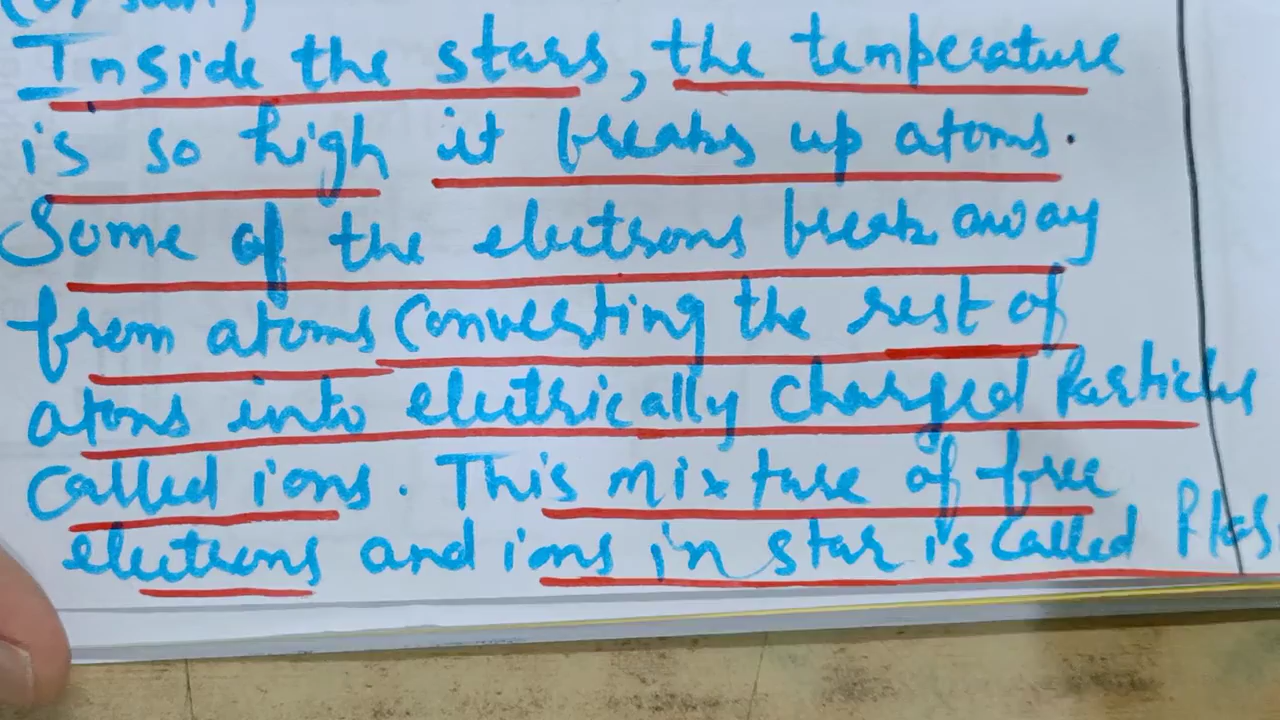 Inside the stars, the temperature
is so high it breaks up atoms.
Some of the electrons break away
from atoms converting the rest of
atoms into electrically charged Particles
called ions. This mixture of free
electrons and ions in star is called Plas